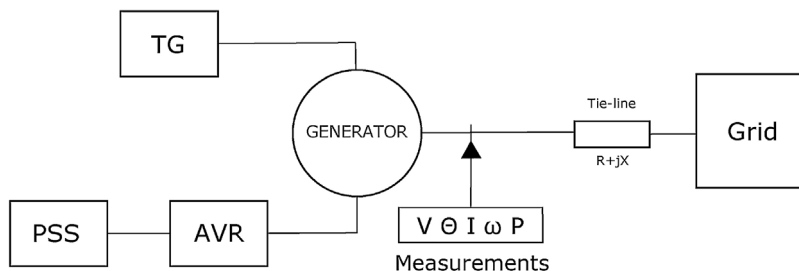 TG
GENERATOR
Tie-line
R+jX
Grid
PSS
AVR
V Θ I ω P
Measurements